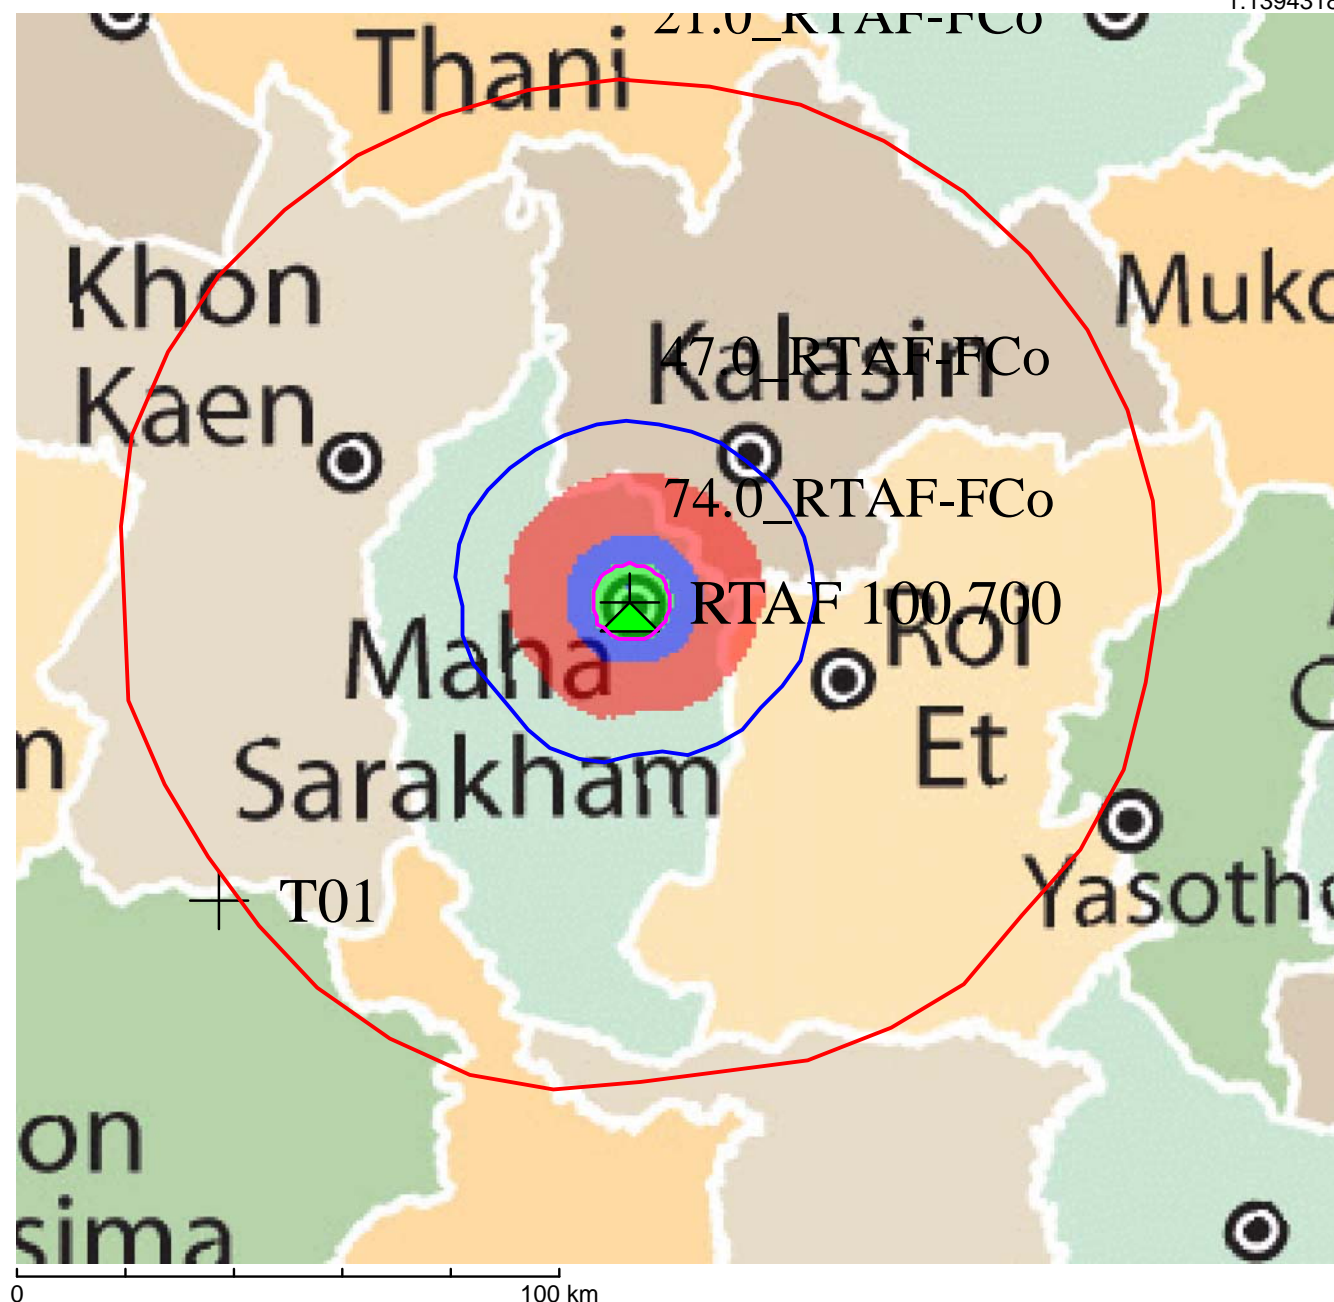 21.0_RTAF-FCo
Thani
Khon
Kaen
Muk
Kalasin
47.0_RTAF-FCo
74.0_RTAF-FCo
RTAF 100.700
Roi
Et
Maha
Sarakham
T01
Yasoth
on
sima
0
100 km